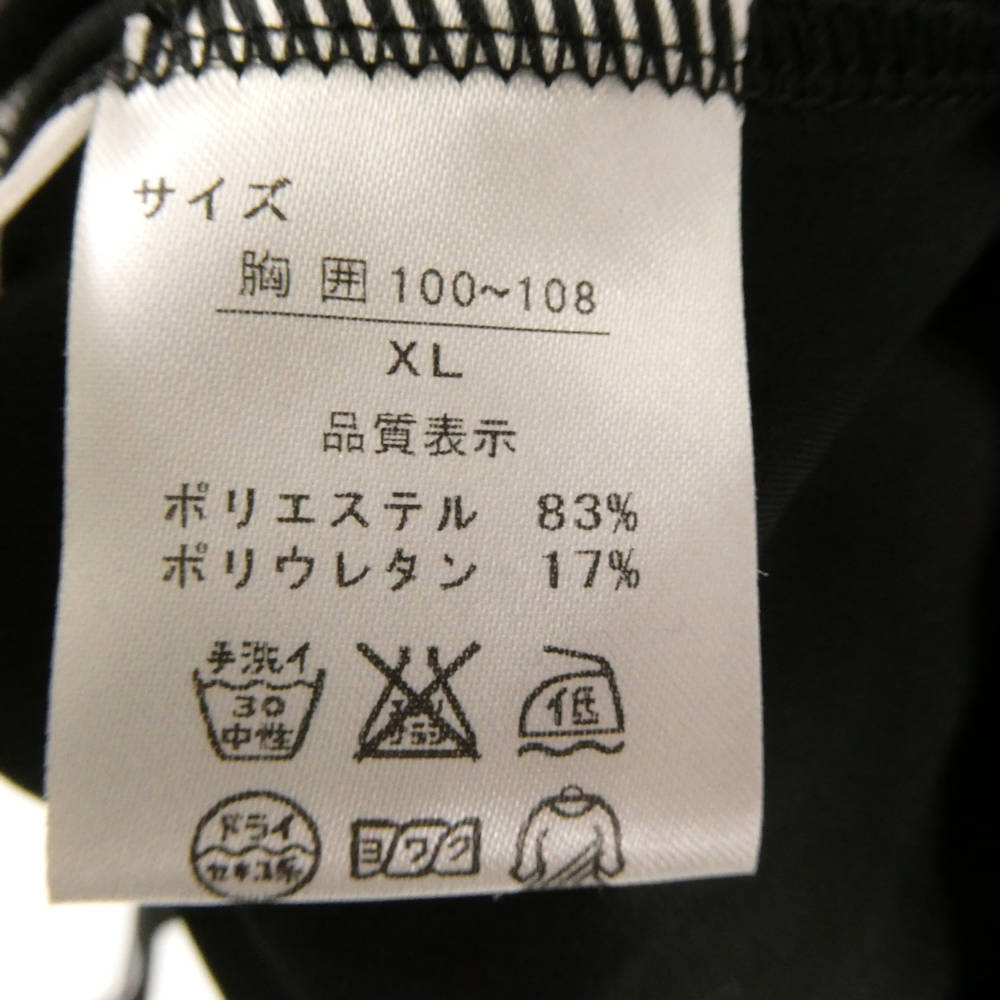 サイズ
胸囲 100~108
XL
品質表示
ポリエステル 83%
ポリウレタン 17%
手洗イ
30
中性
低
ドライ
セキユ系
ヨワク